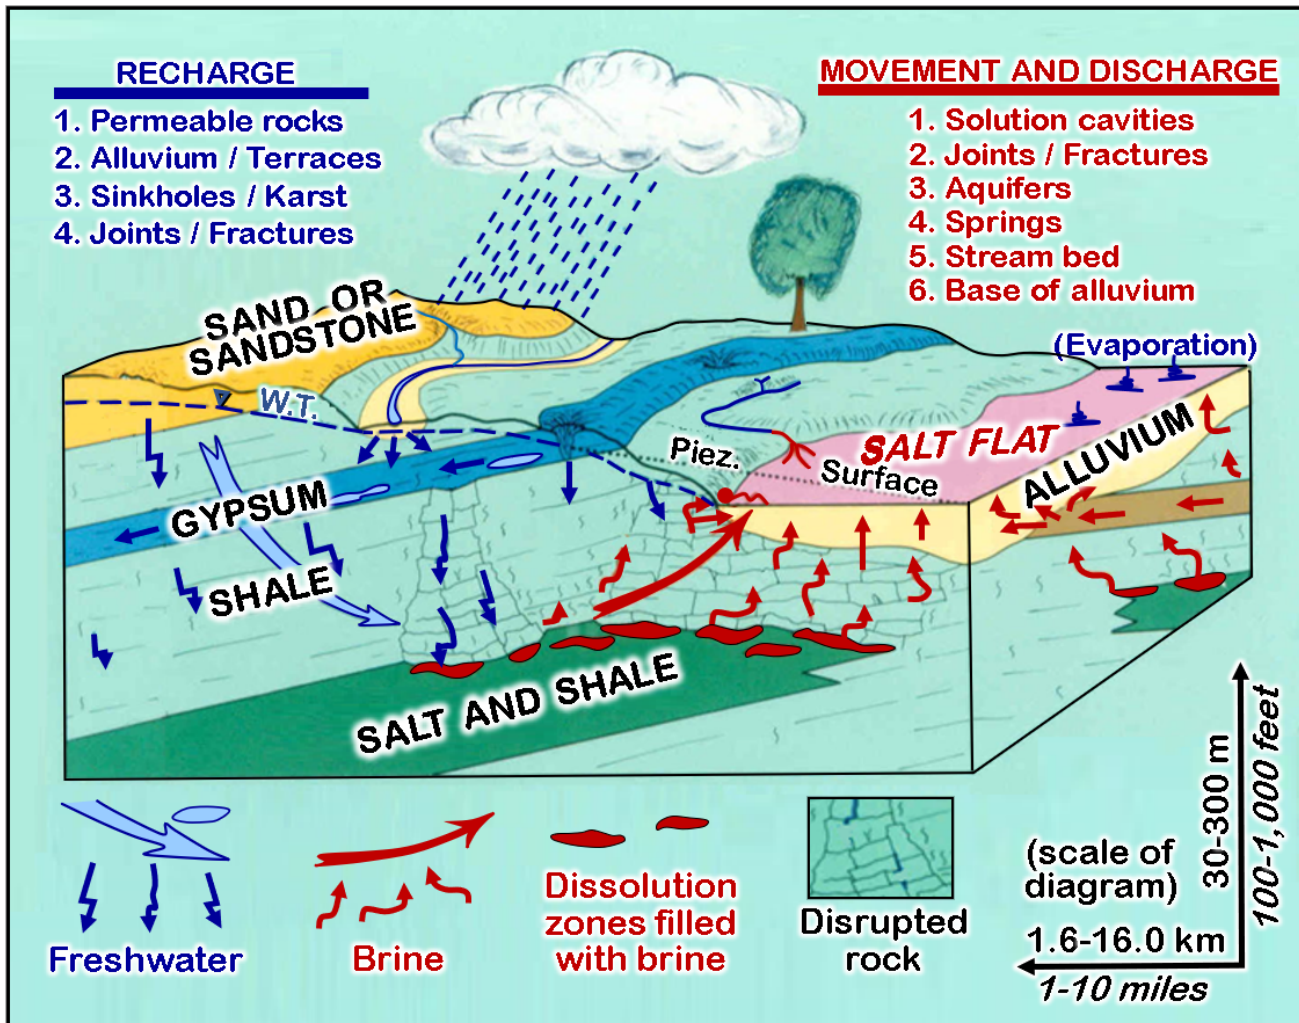 RECHARGE
1. Permeable rocks
2. Alluvium / Terraces
3. Sinkholes / Karst
4. Joints / Fractures
MOVEMENT AND DISCHARGE
1. Solution cavities
2. Joints / Fractures
3. Aquifers
4. Springs
5. Stream bed
6. Base of alluvium
SAND OR
SANDSTONE
W.T.
(Evaporation)
Piez.
Surface
SALT FLAT
ALLUVIUM
GYPSUM
SHALE
SALT AND SHALE
Freshwater
Brine
Dissolution
zones filled
with brine
Disrupted
rock
(scale of
diagram)
1.6-16.0 km
1-10 miles
30-300 m
100-1,000 feet